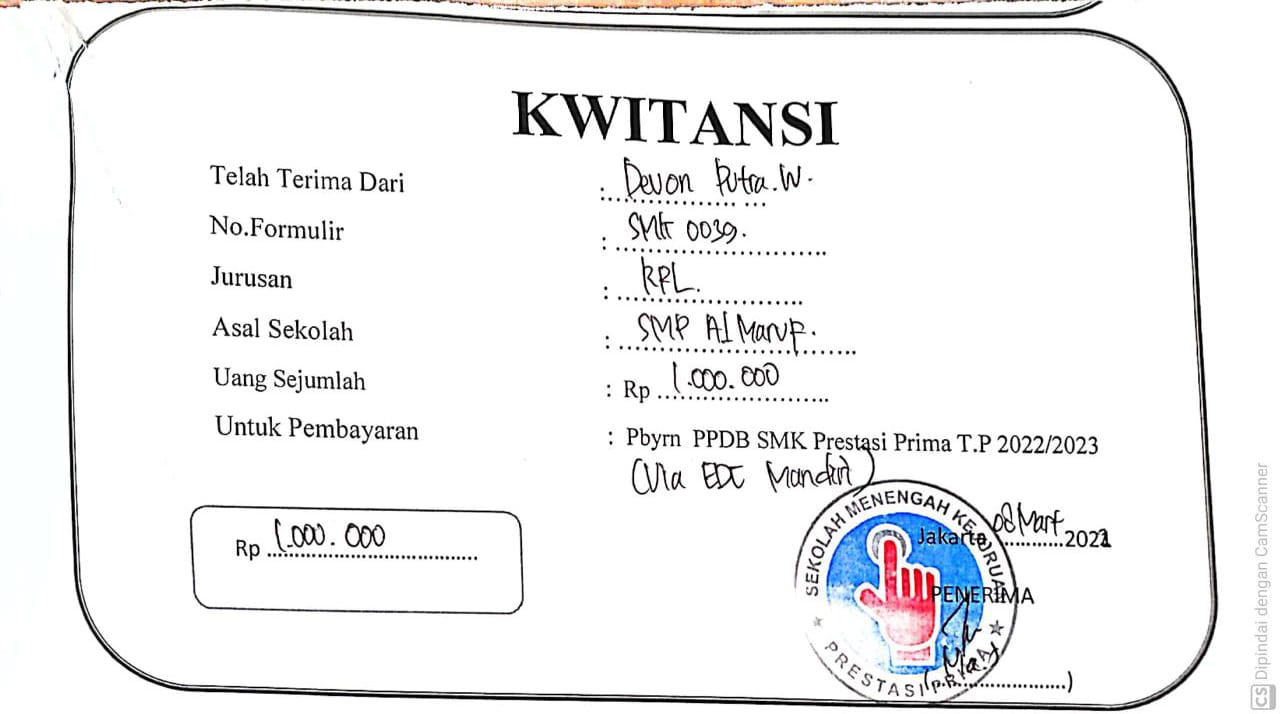 KWITANSI
Telah Terima Dari : Devon Putra.W.
No.Formulir : SMK 0039.
Jurusan : RPL.
Asal Sekolah : SMP Al Maruf.
Uang Sejumlah : Rp 1.000.000
Untuk Pembayaran : Pbyrn PPDB SMK Prestasi Prima T.P 2022/2023
(Via EDC Mandiri)
Rp 1.000.000
SEKOLAH MENENGAH KEJURUAN
PRESTASI PRIMA
Jakarta, 08 Mart 2022
PENERIMA
Dipindai dengan CamScanner
CS